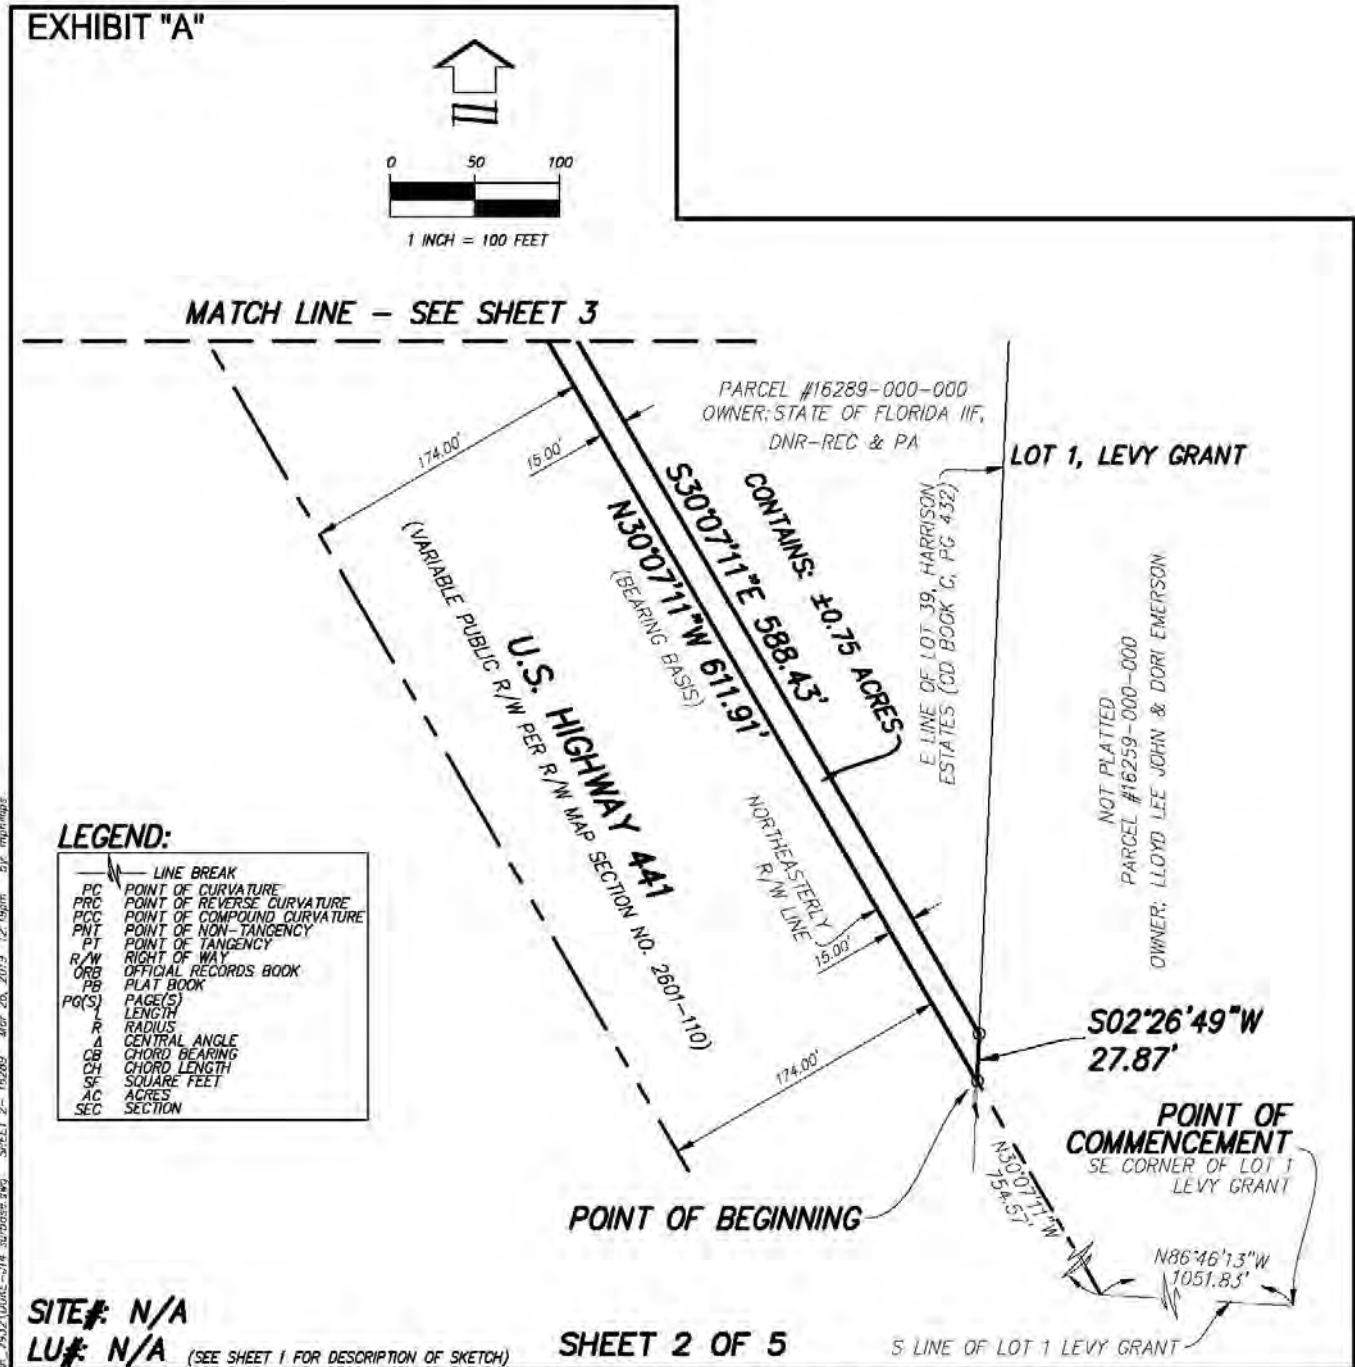 EXHIBIT "A"
0 50 100
1 INCH = 100 FEET
MATCH LINE - SEE SHEET 3
PARCEL #16289-000-000
OWNER: STATE OF FLORIDA IIF,
DNR-REC & PA
LOT 1, LEVY GRANT
174.00'
15.00'
S30°07'11"E 588.43'
CONTAINS: ±0.75 ACRES
N30°07'11"W 611.91'
(BEARING BASIS)
E LINE OF LOT 39, HARRISON
ESTATES (CD BOOK C, PG 432)
U.S. HIGHWAY 441
(VARIABLE PUBLIC R/W PER R/W MAP SECTION NO. 2601-110)
NOT PLATTED
PARCEL #16259-000-000
OWNER: LLOYD LEE JOHN & DORI EMERSON
NORTHEASTERLY
R/W LINE
15.00'
174.00'
LEGEND:
LINE BREAK
PC POINT OF CURVATURE
PRC POINT OF REVERSE CURVATURE
PCC POINT OF COMPOUND CURVATURE
PNT POINT OF NON-TANGENCY
PT POINT OF TANGENCY
R/W RIGHT OF WAY
ORB OFFICIAL RECORDS BOOK
PB PLAT BOOK
PG(S) PAGE(S)
L LENGTH
R RADIUS
Δ CENTRAL ANGLE
CB CHORD BEARING
CH CHORD LENGTH
SF SQUARE FEET
AC ACRES
SEC SECTION
S02°26'49"W
27.87'
POINT OF
COMMENCEMENT
SE CORNER OF LOT 1
LEVY GRANT
POINT OF BEGINNING
N30°07'11"W
754.57'
N86°46'13"W
1051.83'
S LINE OF LOT 1 LEVY GRANT
SITE#: N/A
LU#: N/A (SEE SHEET 1 FOR DESCRIPTION OF SKETCH)
SHEET 2 OF 5